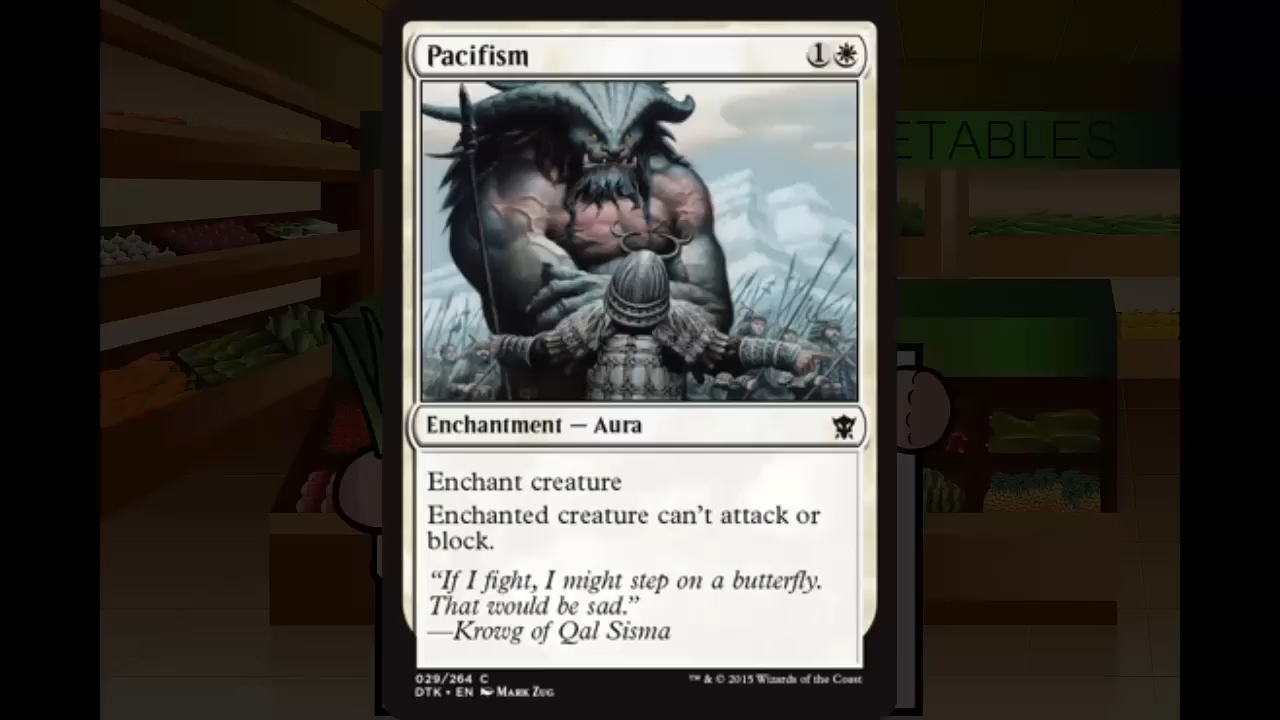 Pacifism
1
ETABLES
Enchantment — Aura
Enchant creature
Enchanted creature can't attack or
block.
"If I fight, I might step on a butterfly.
That would be sad."
—Krowg of Qal Sisma
029/264 C
™ & © 2015 Wizards of the Coast
DTK • EN Mark Zug